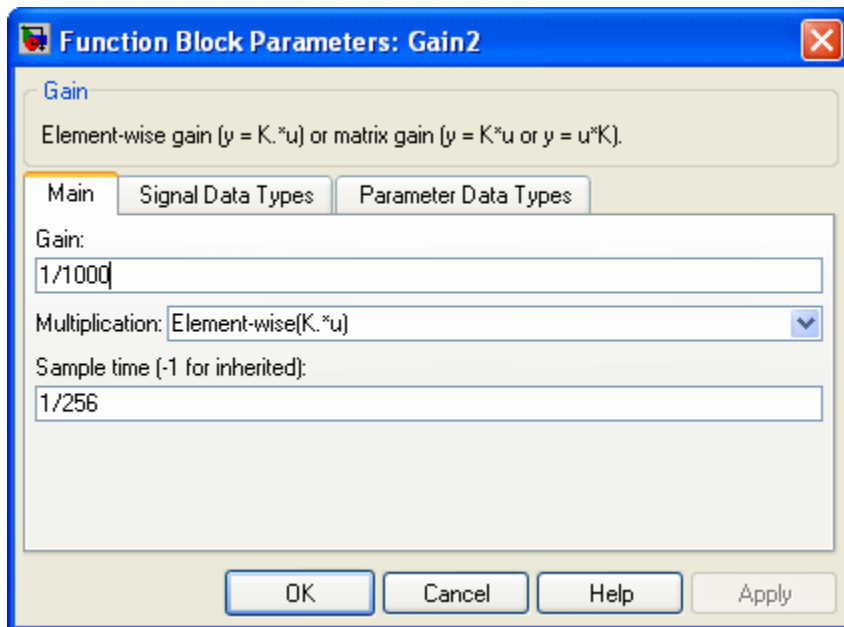 Function Block Parameters: Gain2
Gain
Element-wise gain (y = K.*u) or matrix gain (y = K*u or y = u*K).
Main Signal Data Types Parameter Data Types
Gain:
1/1000
Multiplication: Element-wise(K.*u)
Sample time (-1 for inherited):
1/256
OK Cancel Help Apply